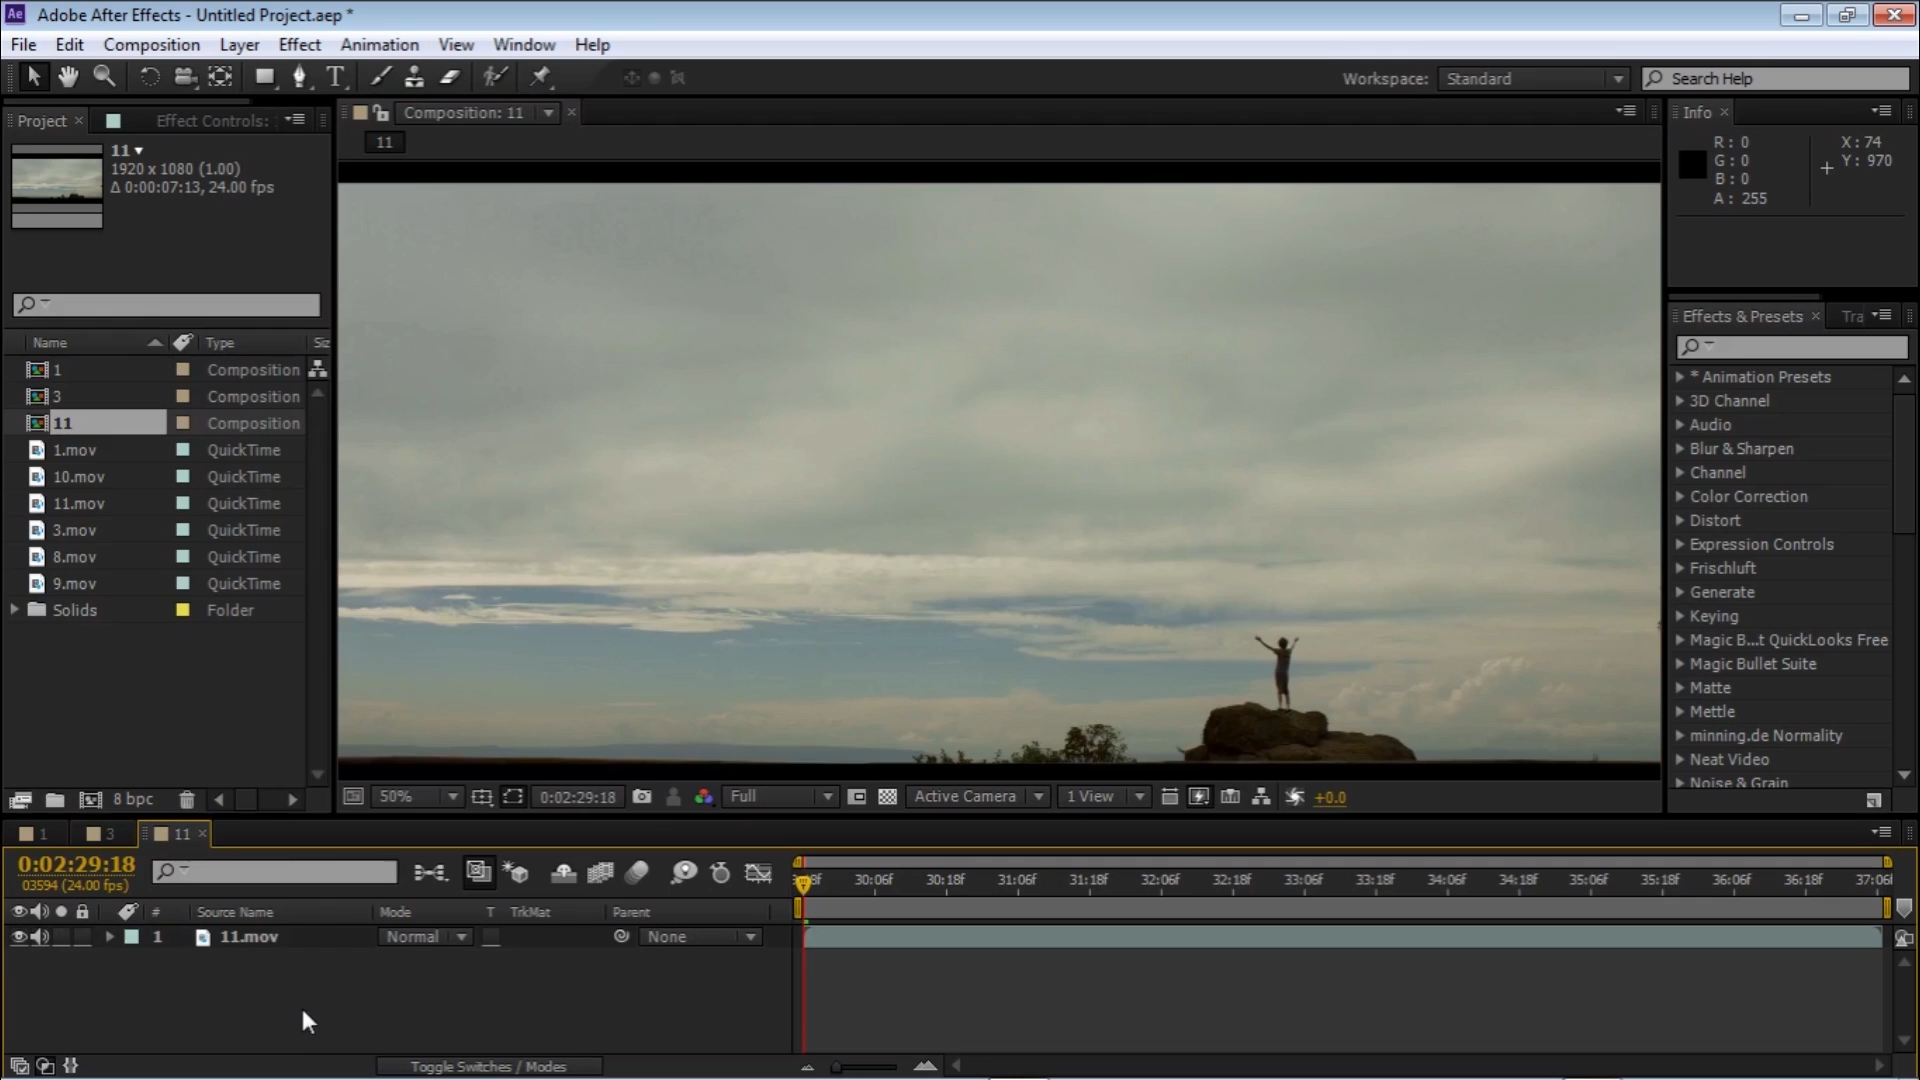 Ae Adobe After Effects - Untitled Project.aep *
File Edit Composition Layer Effect Animation View Window Help
Workspace: Standard Search Help
Project × Effect Controls:
Composition: 11 ×
Info ×
11
11
1920 x 1080 (1.00)
Δ 0:00:07:13, 24.00 fps
R: 0
G: 0
B: 0
A: 255
X: 74
+ Y: 970
Effects & Presets × Tra
Name Type Siz
1 Composition
3 Composition
11 Composition
1.mov QuickTime
10.mov QuickTime
11.mov QuickTime
3.mov QuickTime
8.mov QuickTime
9.mov QuickTime
Solids Folder
* Animation Presets
3D Channel
Audio
Blur & Sharpen
Channel
Color Correction
Distort
Expression Controls
Frischluft
Generate
Keying
Magic B...t QuickLooks Free
Magic Bullet Suite
Matte
Mettle
minning.de Normality
Neat Video
Noise & Grain
8 bpc
50% 0:02:29:18 Full Active Camera 1 View +0.0
1 3 11 ×
0:02:29:18
03594 (24.00 fps)
30:06f 30:18f 31:06f 31:18f 32:06f 32:18f 33:06f 33:18f 34:06f 34:18f 35:06f 35:18f 36:06f 36:18f 37:06f
# Source Name Mode T TrkMat Parent
1 11.mov Normal None
Toggle Switches / Modes